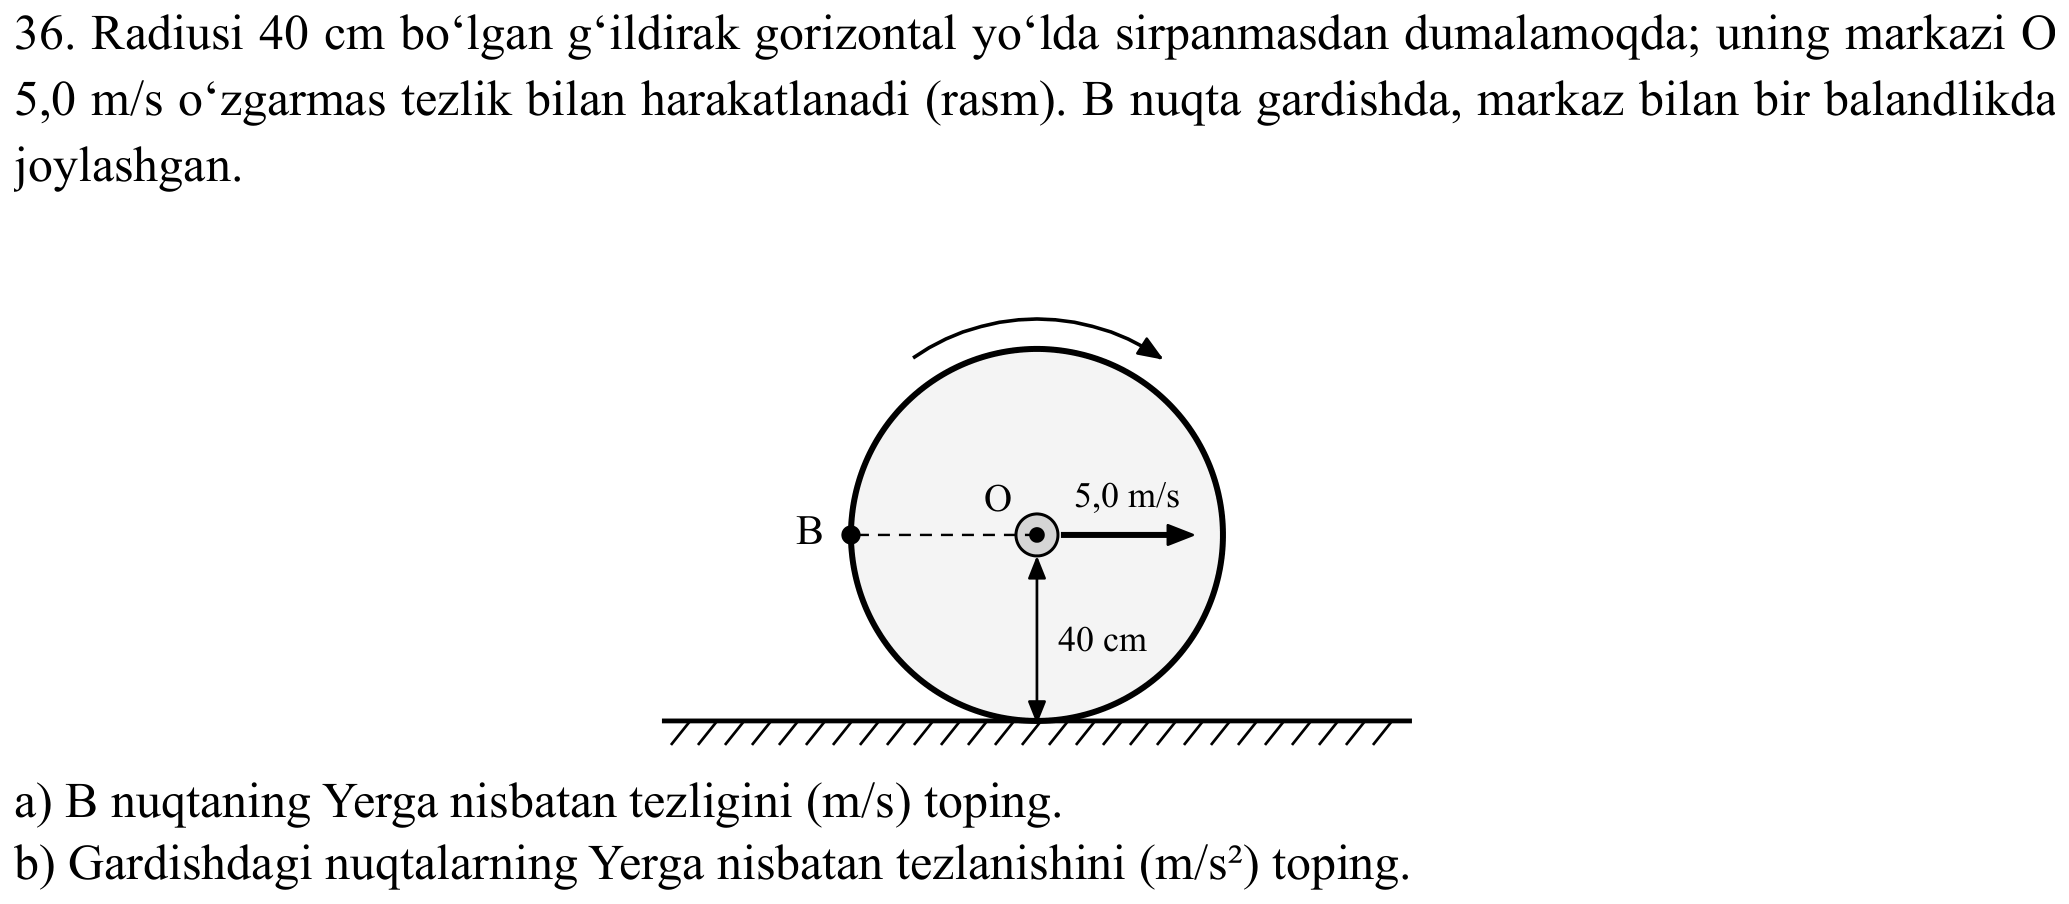 36. Radiusi 40 cm bo‘lgan g‘ildirak gorizontal yo‘lda sirpanmasdan dumalamoqda; uning markazi O
5,0 m/s o‘zgarmas tezlik bilan harakatlanadi (rasm). B nuqta gardishda, markaz bilan bir balandlikda
joylashgan.
O 5,0 m/s
B
40 cm
a) B nuqtaning Yerga nisbatan tezligini (m/s) toping.
b) Gardishdagi nuqtalarning Yerga nisbatan tezlanishini (m/s²) toping.